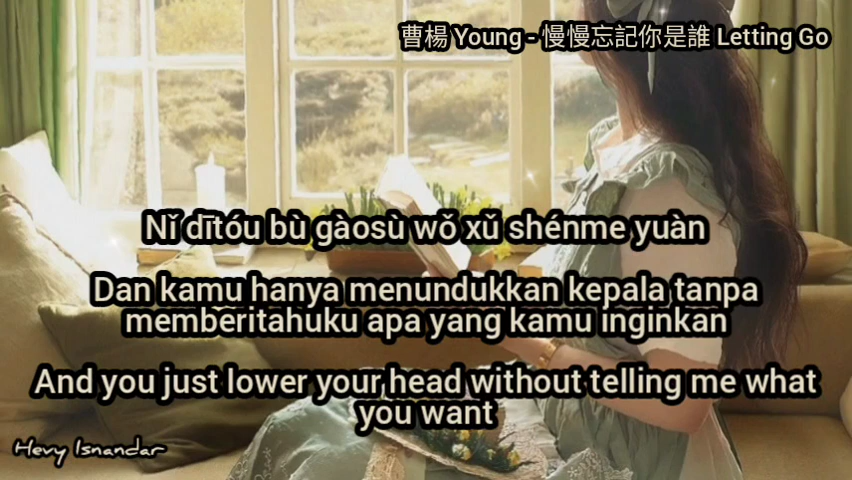 曹楊 Young - 慢慢忘記你是誰 Letting Go
Nǐ dītóu bù gàosù wǒ xǔ shénme yuàn
Dan kamu hanya menundukkan kepala tanpa
memberitahuku apa yang kamu inginkan
And you just lower your head without telling me what
you want
Hevy Isnandar